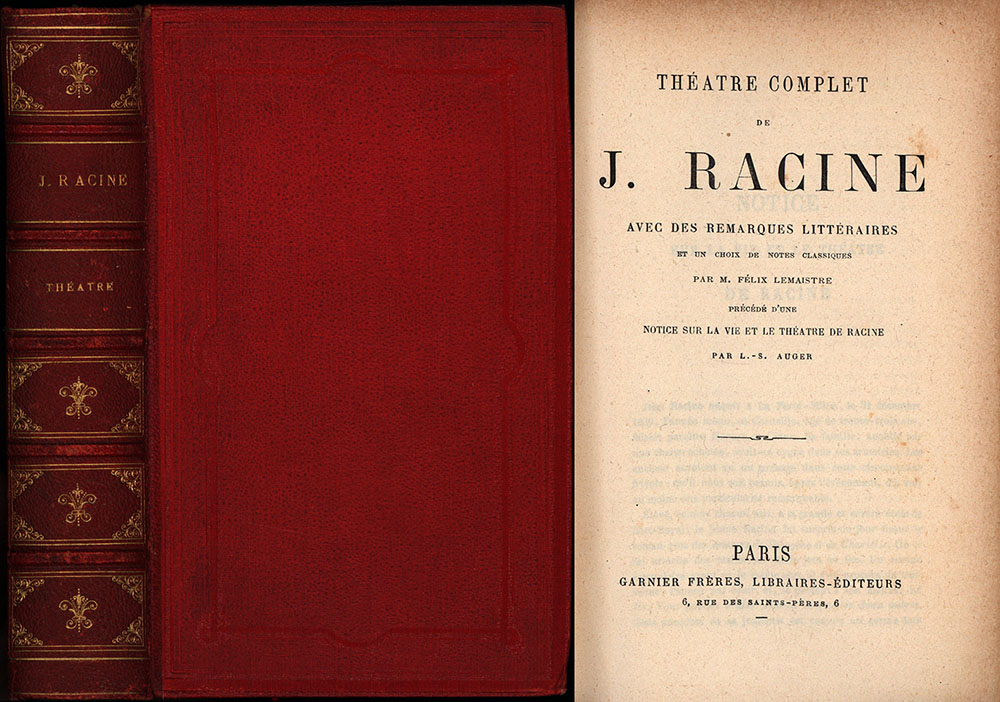 J. RACINE
THÉATRE
THÉATRE COMPLET
DE
J. RACINE
AVEC DES REMARQUES LITTÉRAIRES
ET UN CHOIX DE NOTES CLASSIQUES
PAR M. FÉLIX LEMAISTRE
PRÉCÉDÉ D'UNE
NOTICE SUR LA VIE ET LE THÉATRE DE RACINE
PAR L.-S. AUGER
PARIS
GARNIER FRÈRES, LIBRAIRES-ÉDITEURS
6, RUE DES SAINTS-PÈRES, 6